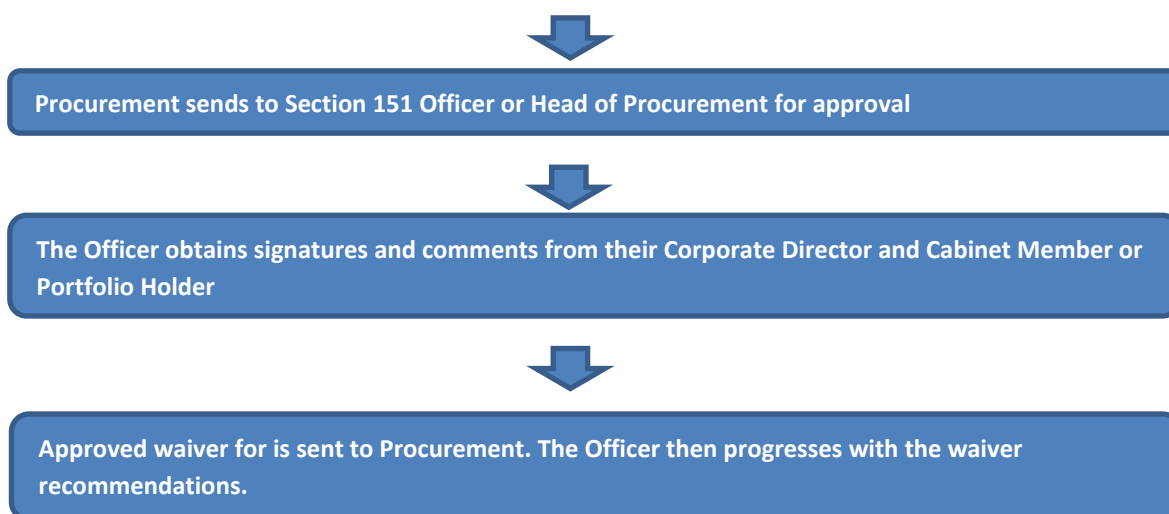 Procurement sends to Section 151 Officer or Head of Procurement for approval
The Officer obtains signatures and comments from their Corporate Director and Cabinet Member or
Portfolio Holder
Approved waiver for is sent to Procurement. The Officer then progresses with the waiver
recommendations.